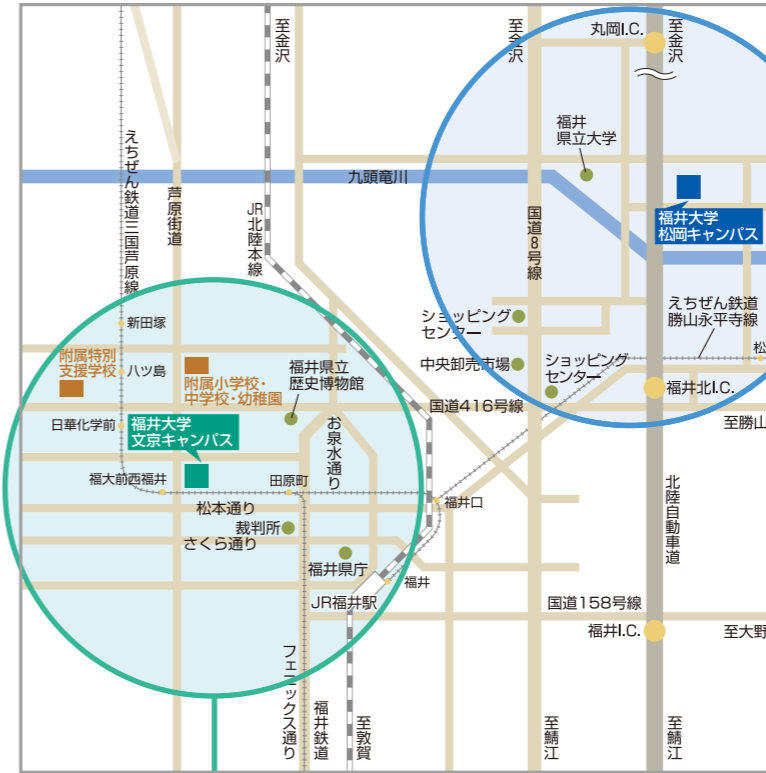 至金沢
至金沢
丸岡I.C.
至金沢
えちぜん鉄道三国芦原線
芦原街道
JR北陸本線
九頭竜川
福井
県立大学
国道8号線
福井大学
松岡キャンパス
ショッピング
センター
えちぜん鉄道
勝山永平寺線
新田塚
附属特別
支援学校
八ツ島
附属小学校・
中学校・幼稚園
福井県立
歴史博物館
中央卸売市場
ショッピング
センター
松
福井北I.C.
国道416号線
至勝山
日華化学前
福井大学
文京キャンパス
お泉水通り
福大前西福井
田原町
福井口
松本通り
裁判所
さくら通り
北陸自動車道
福井県庁
福井
JR福井駅
国道158号線
福井I.C.
至大野
フェニックス通り
福井鉄道
至敦賀
至鯖江
至鯖江